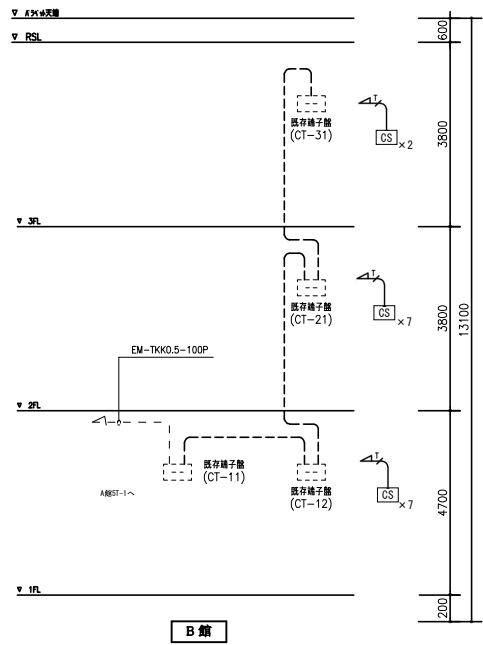 ▽ パラペット天端
▽ RSL
600
既存端子盤
(CT-31)
T
CS ×2
3800
▽ 3FL
既存端子盤
(CT-21)
T
CS ×7
3800
13100
EM-TKK0.5-100P
▽ 2FL
既存端子盤
(CT-11)
既存端子盤
(CT-12)
T
CS ×7
A館5T-1へ
4700
▽ 1FL
200
B 館